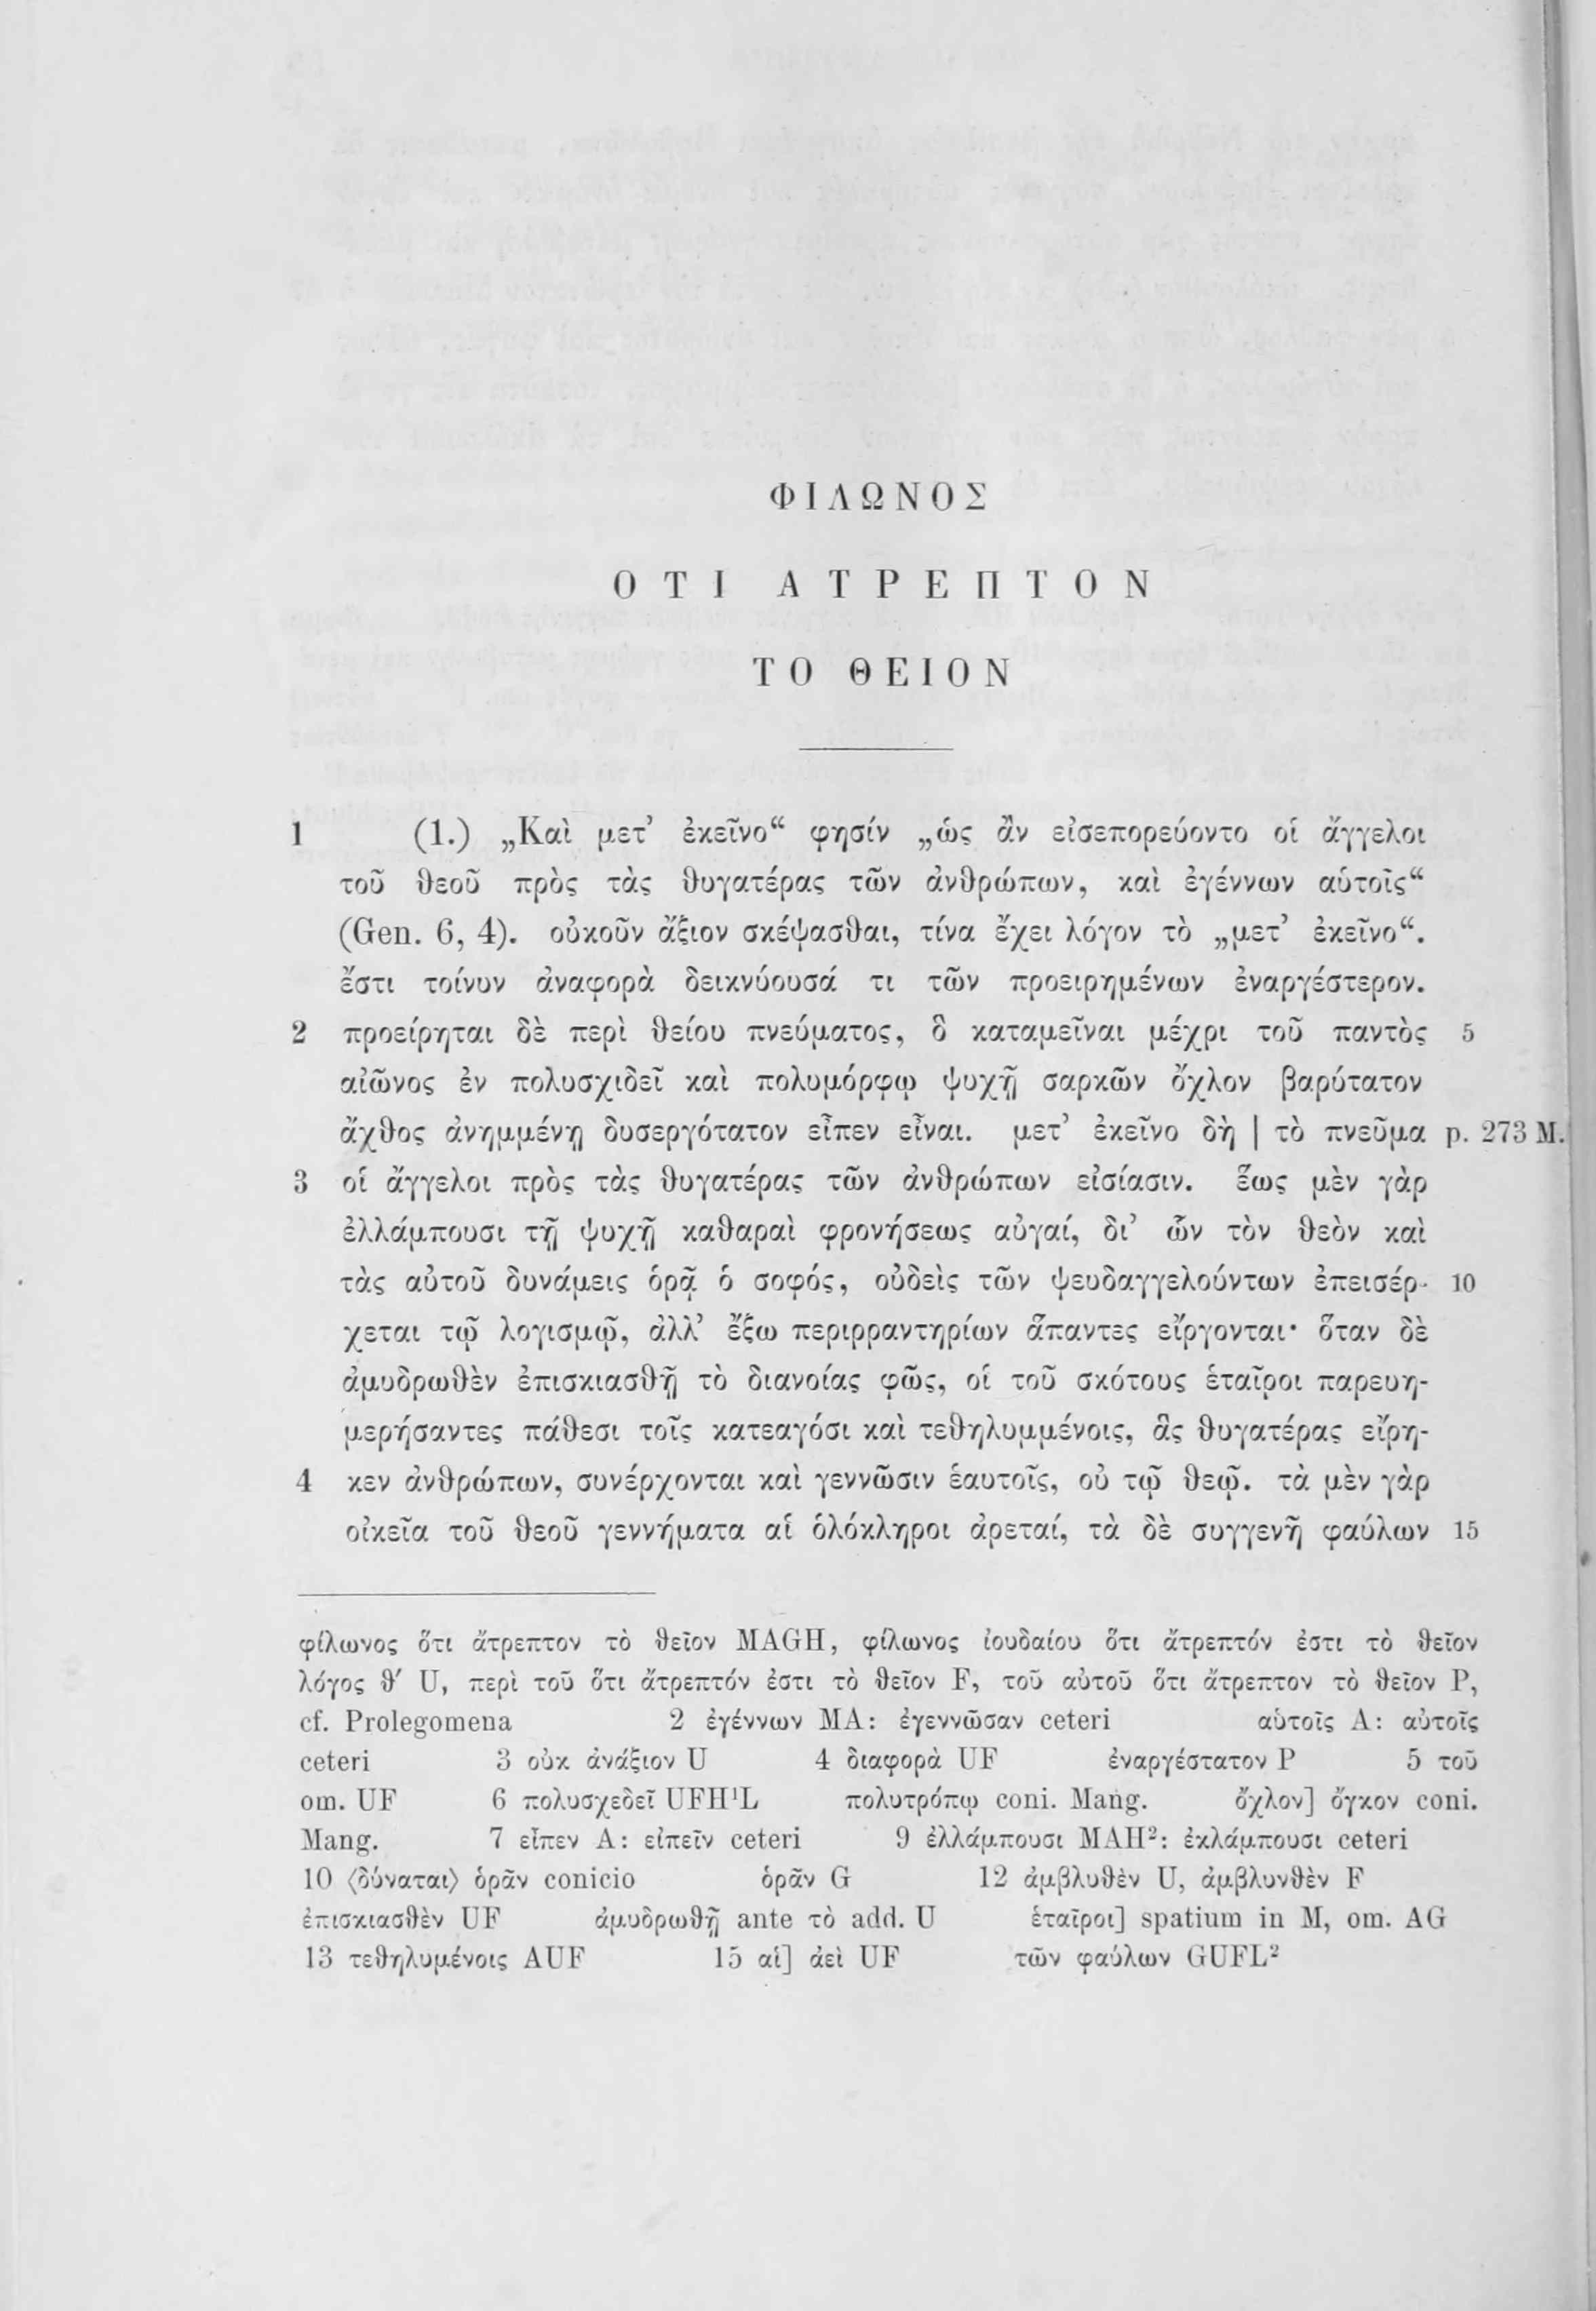 ΦΙΛΩΝΟΣ
ΟΤΙ ΑΤΡΕΠΤΟΝ
ΤΟ ΘΕΙΟΝ
1 (1.) „Καὶ μετ’ ἐκεῖνο“ φησίν „ὡς ἂν εἰσεπορεύοντο οἱ ἄγγελοι
τοῦ θεοῦ πρὸς τὰς θυγατέρας τῶν ἀνθρώπων, καὶ ἐγέννων αὑτοῖς“
(Gen. 6, 4). οὐκοῦν ἄξιον σκέψασθαι, τίνα ἔχει λόγον τὸ „μετ’ ἐκεῖνο“.
ἔστι τοίνυν ἀναφορὰ δεικνύουσά τι τῶν προειρημένων ἐναργέστερον.
2 προείρηται δὲ περὶ θείου πνεύματος, ὃ καταμεῖναι μέχρι τοῦ παντὸς 5
αἰῶνος ἐν πολυσχιδεῖ καὶ πολυμόρφῳ ψυχῇ σαρκῶν ὄχλον βαρύτατον
ἄχθος ἀνημμένῃ δυσεργότατον εἶπεν εἶναι. μετ’ ἐκεῖνο δὴ | τὸ πνεῦμα p. 273 M.
3 οἱ ἄγγελοι πρὸς τὰς θυγατέρας τῶν ἀνθρώπων εἰσίασιν. ἕως μὲν γὰρ
ἐλλάμπουσι τῇ ψυχῇ καθαραὶ φρονήσεως αὐγαί, δι’ ὧν τὸν θεὸν καὶ
τὰς αὐτοῦ δυνάμεις ὁρᾷ ὁ σοφός, οὐδεὶς τῶν ψευδαγγελούντων ἐπεισέρ- 10
χεται τῷ λογισμῷ, ἀλλ’ ἔξω περιρραντηρίων ἅπαντες εἴργονται· ὅταν δὲ
ἀμυδρωθὲν ἐπισκιασθῇ τὸ διανοίας φῶς, οἱ τοῦ σκότους ἑταῖροι παρευη-
μερήσαντες πάθεσι τοῖς κατεαγόσι καὶ τεθηλυμμένοις, ἃς θυγατέρας εἴρη-
4 κεν ἀνθρώπων, συνέρχονται καὶ γεννῶσιν ἑαυτοῖς, οὐ τῷ θεῷ. τὰ μὲν γὰρ
οἰκεῖα τοῦ θεοῦ γεννήματα αἱ ὁλόκληροι ἀρεταί, τὰ δὲ συγγενῆ φαύλων 15
φίλωνος ὅτι ἄτρεπτον τὸ θεῖον MAGH, φίλωνος ἰουδαίου ὅτι ἄτρεπτόν ἐστι τὸ θεῖον
λόγος θʹ U, περὶ τοῦ ὅτι ἄτρεπτόν ἐστι τὸ θεῖον F, τοῦ αὐτοῦ ὅτι ἄτρεπτον τὸ θεῖον P,
cf. Prolegomena 2 ἐγέννων MA: ἐγεννῶσαν ceteri αὑτοῖς A: αὐτοῖς
ceteri 3 οὐκ ἀνάξιον U 4 διαφορὰ UF ἐναργέστατον P 5 τοῦ
om. UF 6 πολυσχεδεῖ UFH¹L πολυτρόπῳ coni. Mang. ὄχλον] ὄγκον coni.
Mang. 7 εἶπεν A: εἰπεῖν ceteri 9 ἐλλάμπουσι MAH²: ἐκλάμπουσι ceteri
10 〈δύναται〉 ὁρᾶν conicio ὁρᾶν G 12 ἀμβλυθὲν U, ἀμβλυνθὲν F
ἐπισκιασθὲν UF ἀμυδρωθῇ ante τὸ add. U ἑταῖροι] spatium in M, om. AG
13 τεθηλυμένοις AUF 15 αἱ] ἀεὶ UF τῶν φαύλων GUFL²